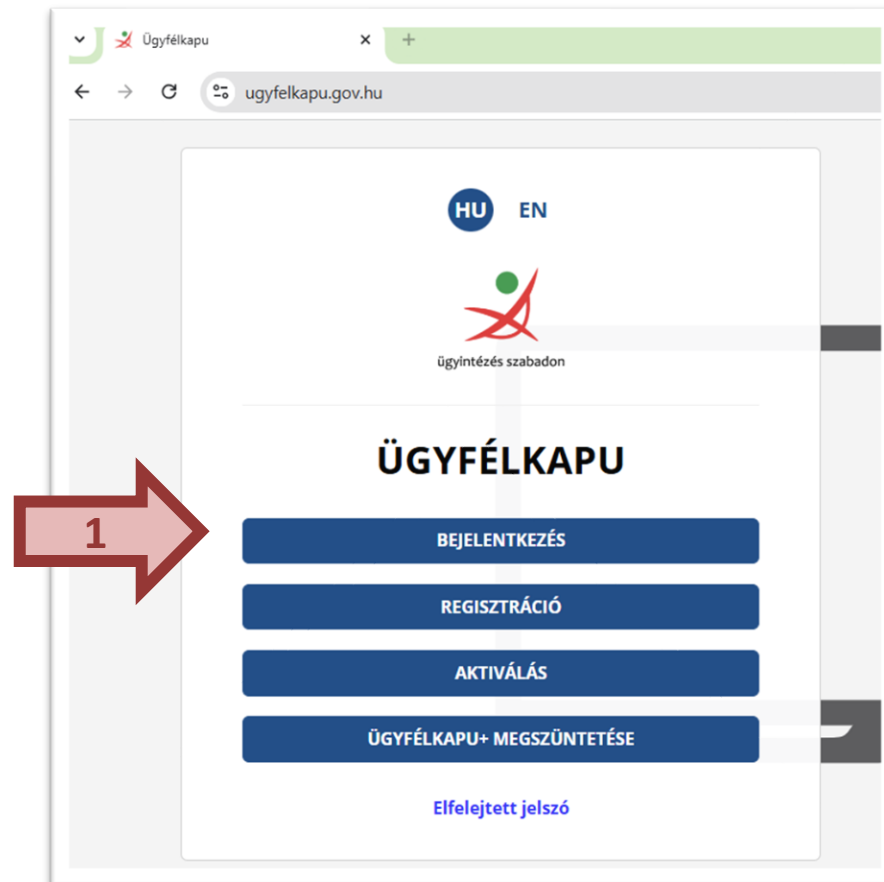 Ügyfélkapu
ugyfelkapu.gov.hu
HU EN
ügyintézés szabadon
ÜGYFÉLKAPU
1
BEJELENTKEZÉS
REGISZTRÁCIÓ
AKTIVÁLÁS
ÜGYFÉLKAPU+ MEGSZÜNTETÉSE
Elfelejtett jelszó